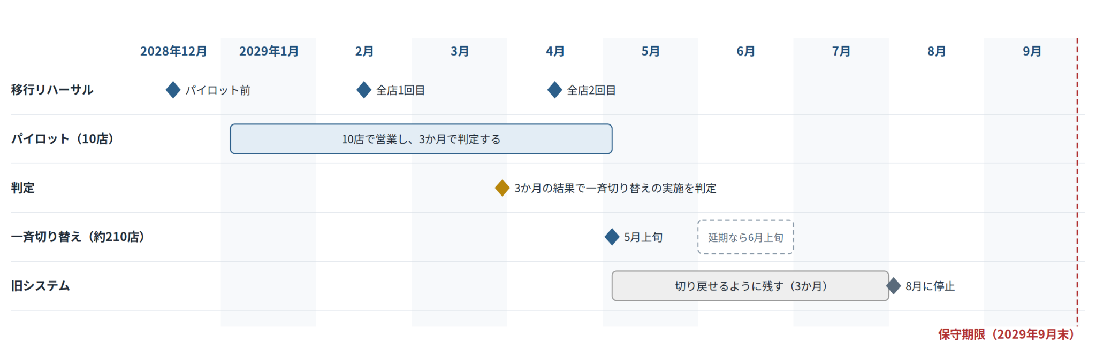 2028年12月
2029年1月
2月
3月
4月
5月
6月
7月
8月
9月
移行リハーサル
パイロット前
全店1回目
全店2回目
パイロット（10店）
10店で営業し、3か月で判定する
判定
3か月の結果で一斉切り替えの実施を判定
一斉切り替え（約210店）
5月上旬
延期なら6月上旬
旧システム
切り戻せるように残す（3か月）
8月に停止
保守期限（2029年9月末）